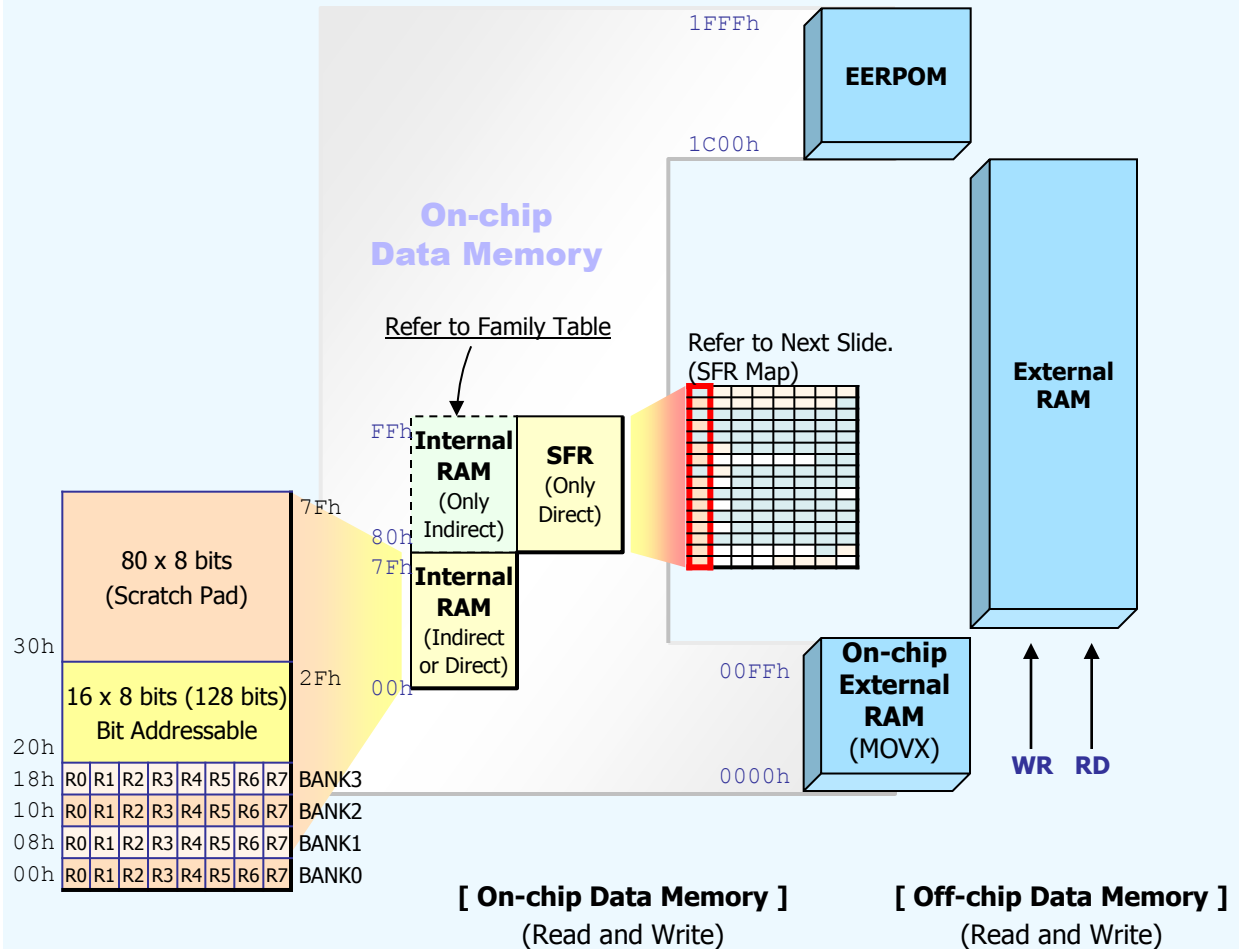 1FFFh
EERPOM
1C00h
On-chip
Data Memory
Refer to Family Table
Refer to Next Slide.
(SFR Map)
External
RAM
FFh
Internal
RAM
(Only
Indirect)
80h
SFR
(Only
Direct)
7Fh
Internal
RAM
(Indirect
or Direct)
00h
7Fh
80 x 8 bits
(Scratch Pad)
30h
2Fh
16 x 8 bits (128 bits)
Bit Addressable
20h
18h R0 R1 R2 R3 R4 R5 R6 R7 BANK3
10h R0 R1 R2 R3 R4 R5 R6 R7 BANK2
08h R0 R1 R2 R3 R4 R5 R6 R7 BANK1
00h R0 R1 R2 R3 R4 R5 R6 R7 BANK0
00FFh
On-chip
External
RAM
(MOVX)
0000h
WR RD
[ On-chip Data Memory ]
(Read and Write)
[ Off-chip Data Memory ]
(Read and Write)